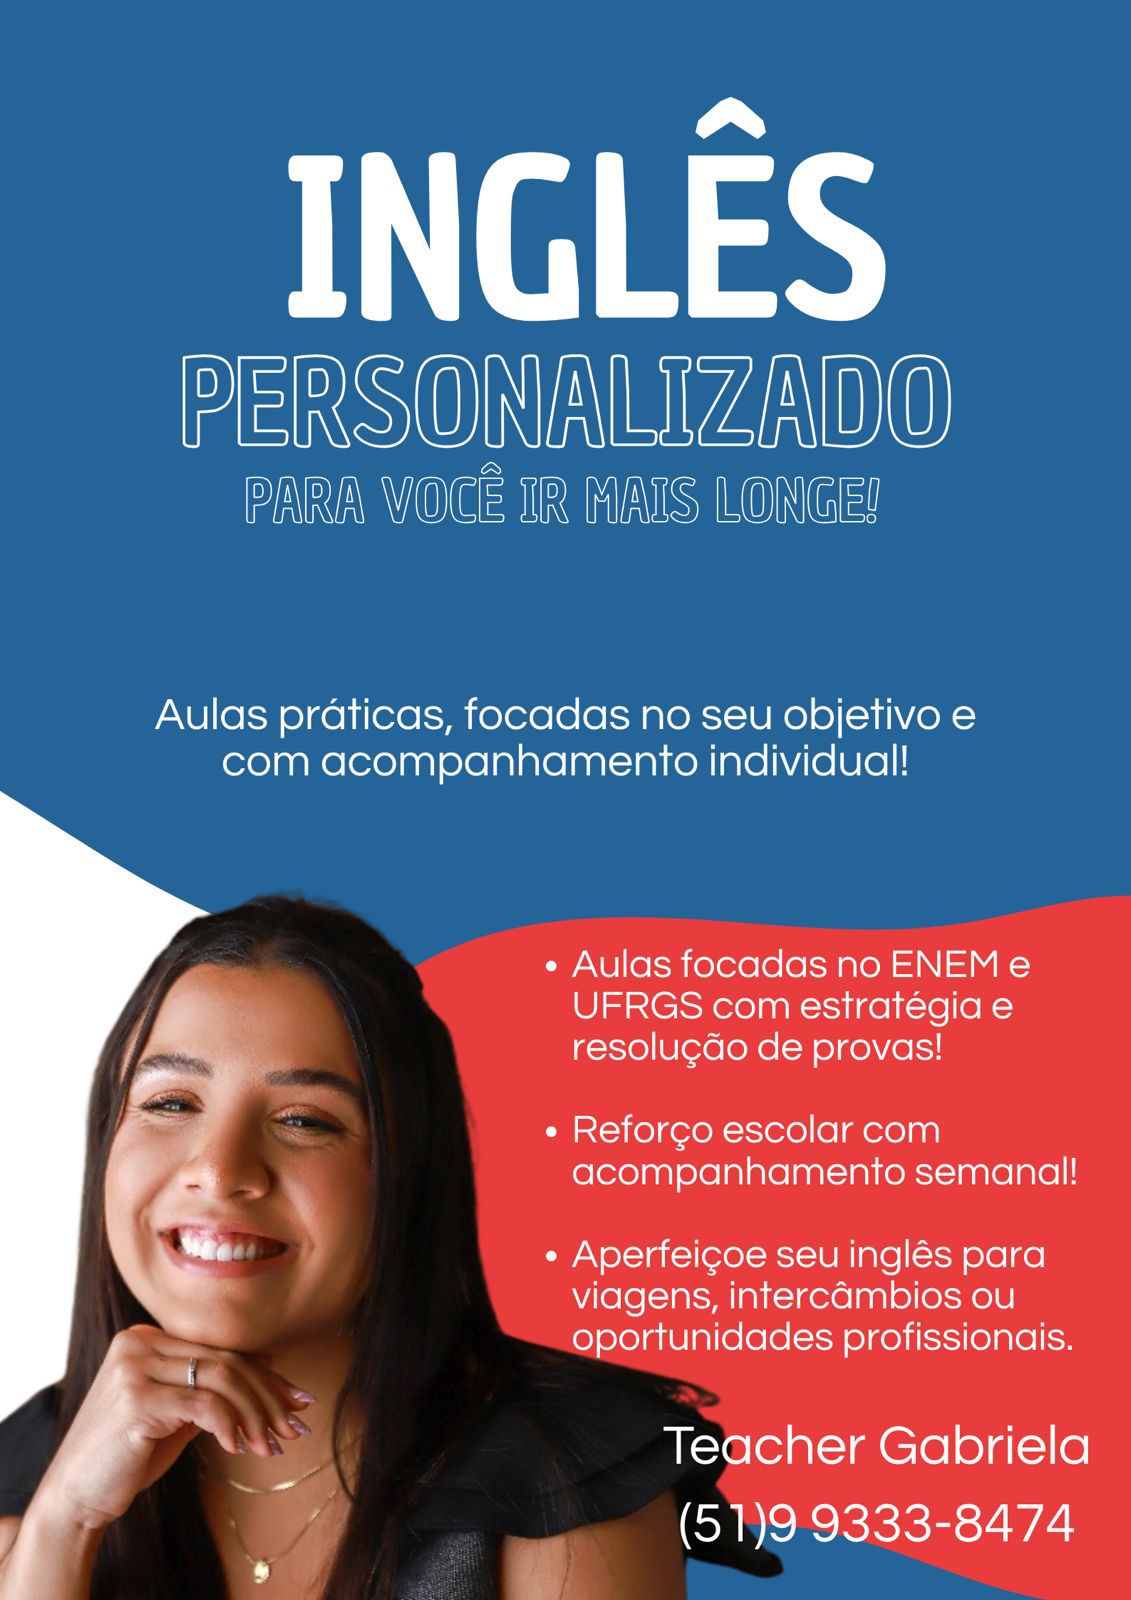 INGLÊS
PERSONALIZADO
PARA VOCÊ IR MAIS LONGE!
Aulas práticas, focadas no seu objetivo e
com acompanhamento individual!
• Aulas focadas no ENEM e
UFRGS com estratégia e
resolução de provas!
• Reforço escolar com
acompanhamento semanal!
• Aperfeiçoe seu inglês para
viagens, intercâmbios ou
oportunidades profissionais.
Teacher Gabriela
(51)9 9333-8474